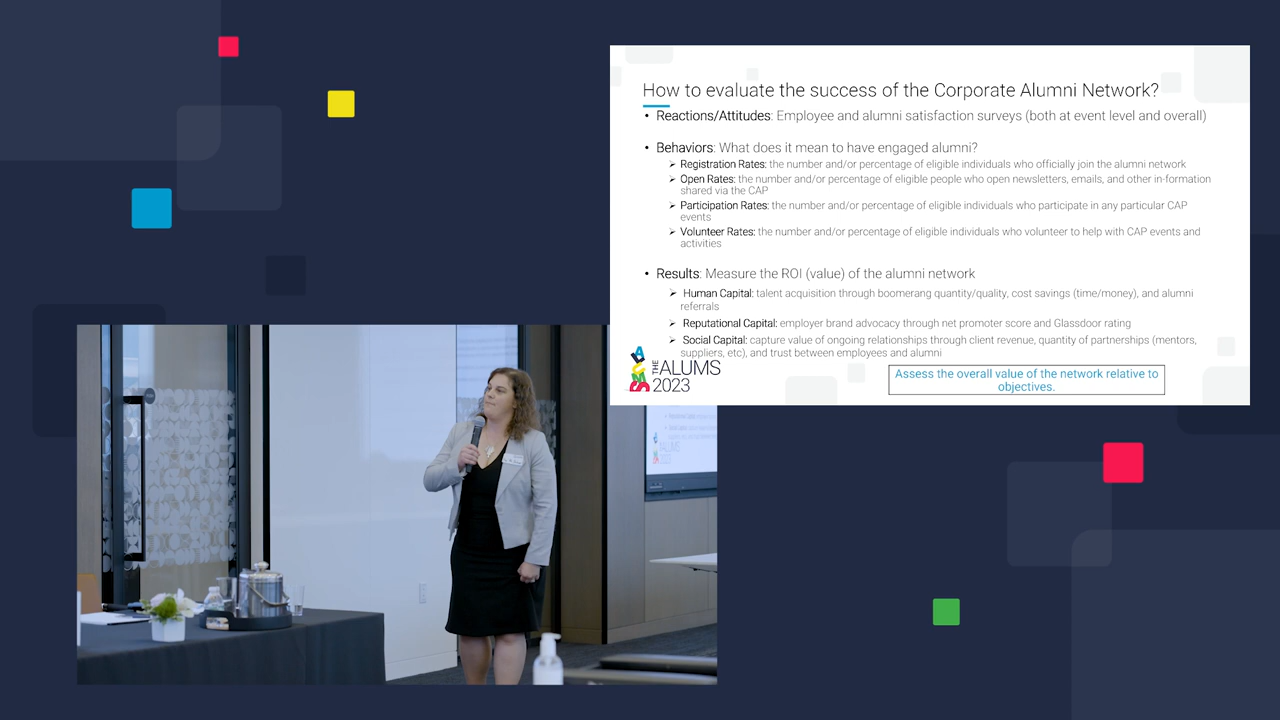 How to evaluate the success of the Corporate Alumni Network?
• Reactions/Attitudes: Employee and alumni satisfaction surveys (both at event level and overall)
• Behaviors: What does it mean to have engaged alumni?
➢ Registration Rates: the number and/or percentage of eligible individuals who officially join the alumni network
➢ Open Rates: the number and/or percentage of eligible people who open newsletters, emails, and other in-formation
shared via the CAP
➢ Participation Rates: the number and/or percentage of eligible individuals who participate in any particular CAP
events
➢ Volunteer Rates: the number and/or percentage of eligible individuals who volunteer to help with CAP events and
activities
• Results: Measure the ROI (value) of the alumni network
➢ Human Capital: talent acquisition through boomerang quantity/quality, cost savings (time/money), and alumni
referrals
➢ Reputational Capital: employer brand advocacy through net promoter score and Glassdoor rating
➢ Social Capital: capture value of ongoing relationships through client revenue, quantity of partnerships (mentors,
suppliers, etc), and trust between employees and alumni
THE ALUMS
2023
Assess the overall value of the network relative to
objectives.
ALUMS
2023